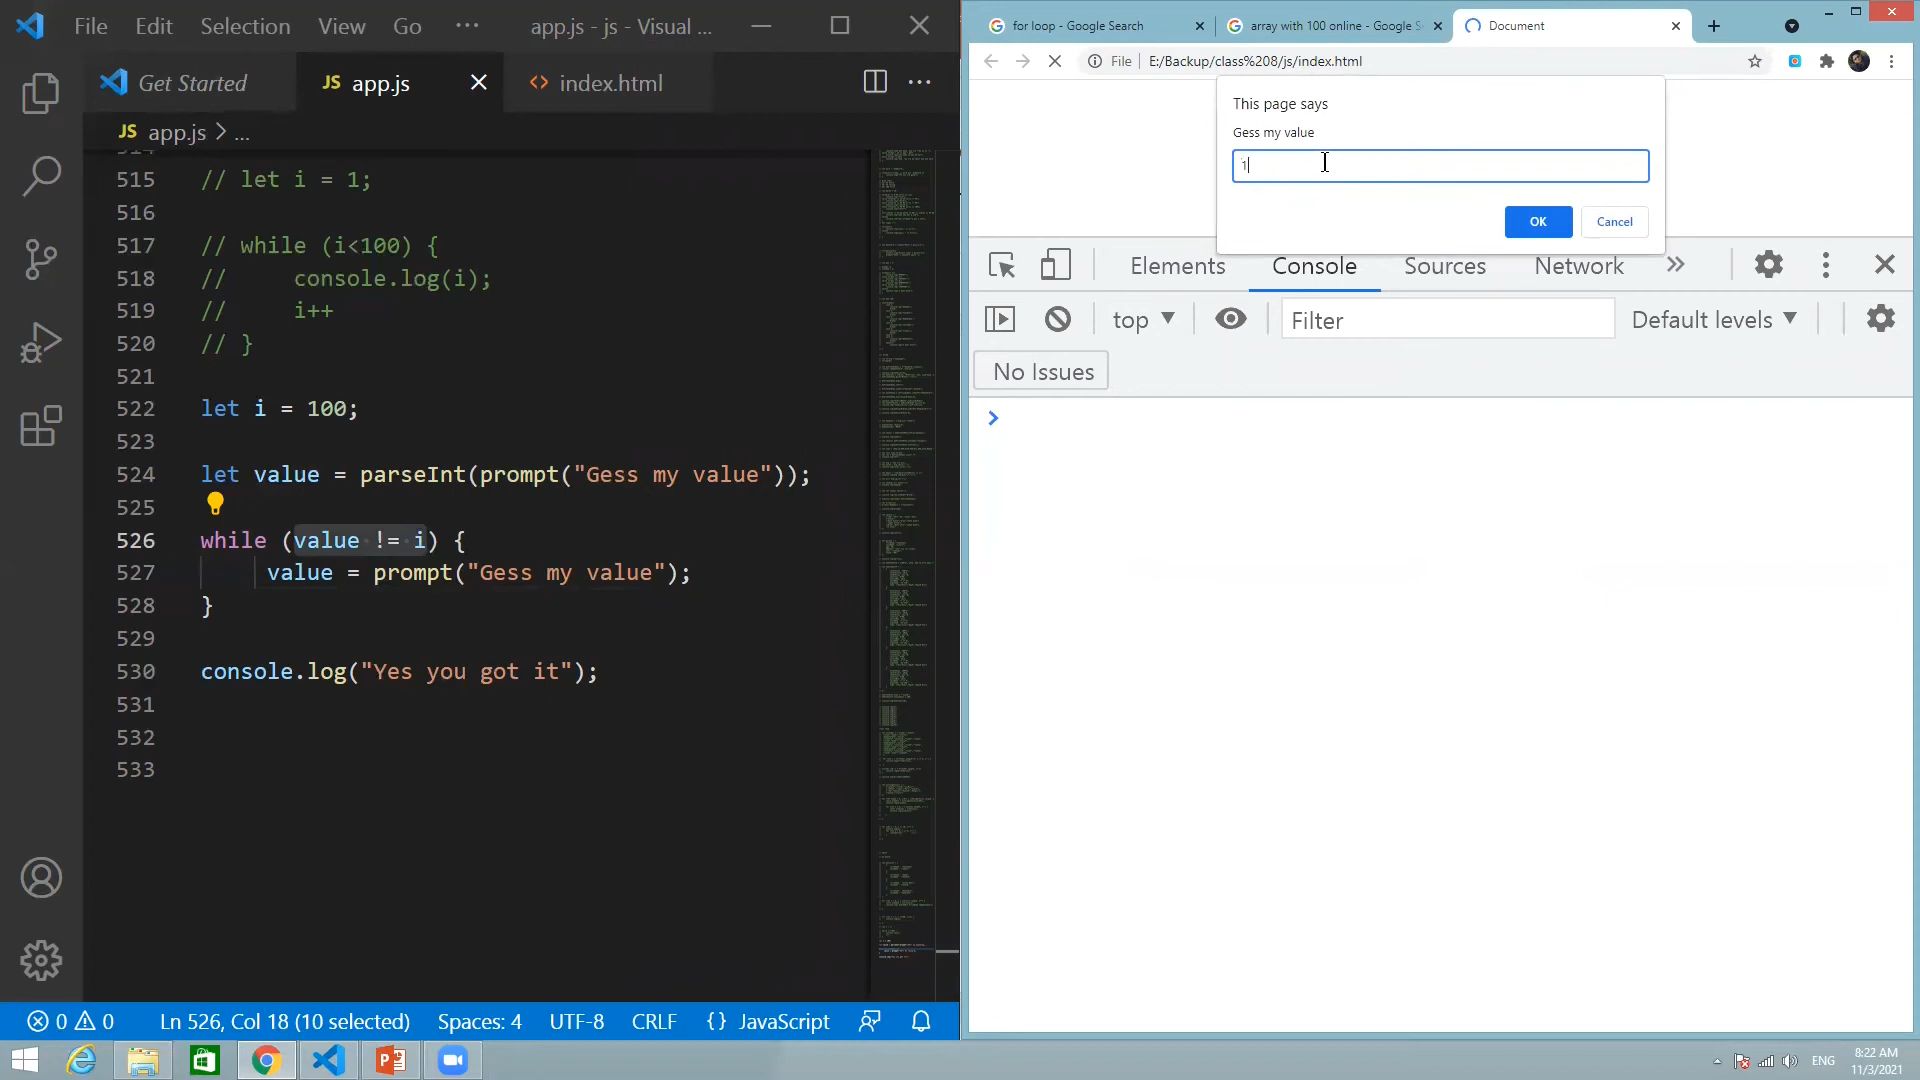 File Edit Selection View Go ··· app.js - js - Visual ...
Get Started JS app.js index.html
JS app.js > ...
514
515 // let i = 1;
516
517 // while (i<100) {
518 // console.log(i);
519 // i++
520 // }
521
522 let i = 100;
523
524 let value = parseInt(prompt("Gess my value"));
525
526 while (value != i) {
527 value = prompt("Gess my value");
528 }
529
530 console.log("Yes you got it");
531
532
533
0 0 Ln 526, Col 18 (10 selected) Spaces: 4 UTF-8 CRLF {} JavaScript
for loop - Google Search array with 100 online - Google S Document
File E:/Backup/class%208/js/index.html
This page says
Gess my value
1
OK Cancel
Elements Console Sources Network »
top Filter Default levels
No Issues
>
ENG 8:22 AM
11/3/2021